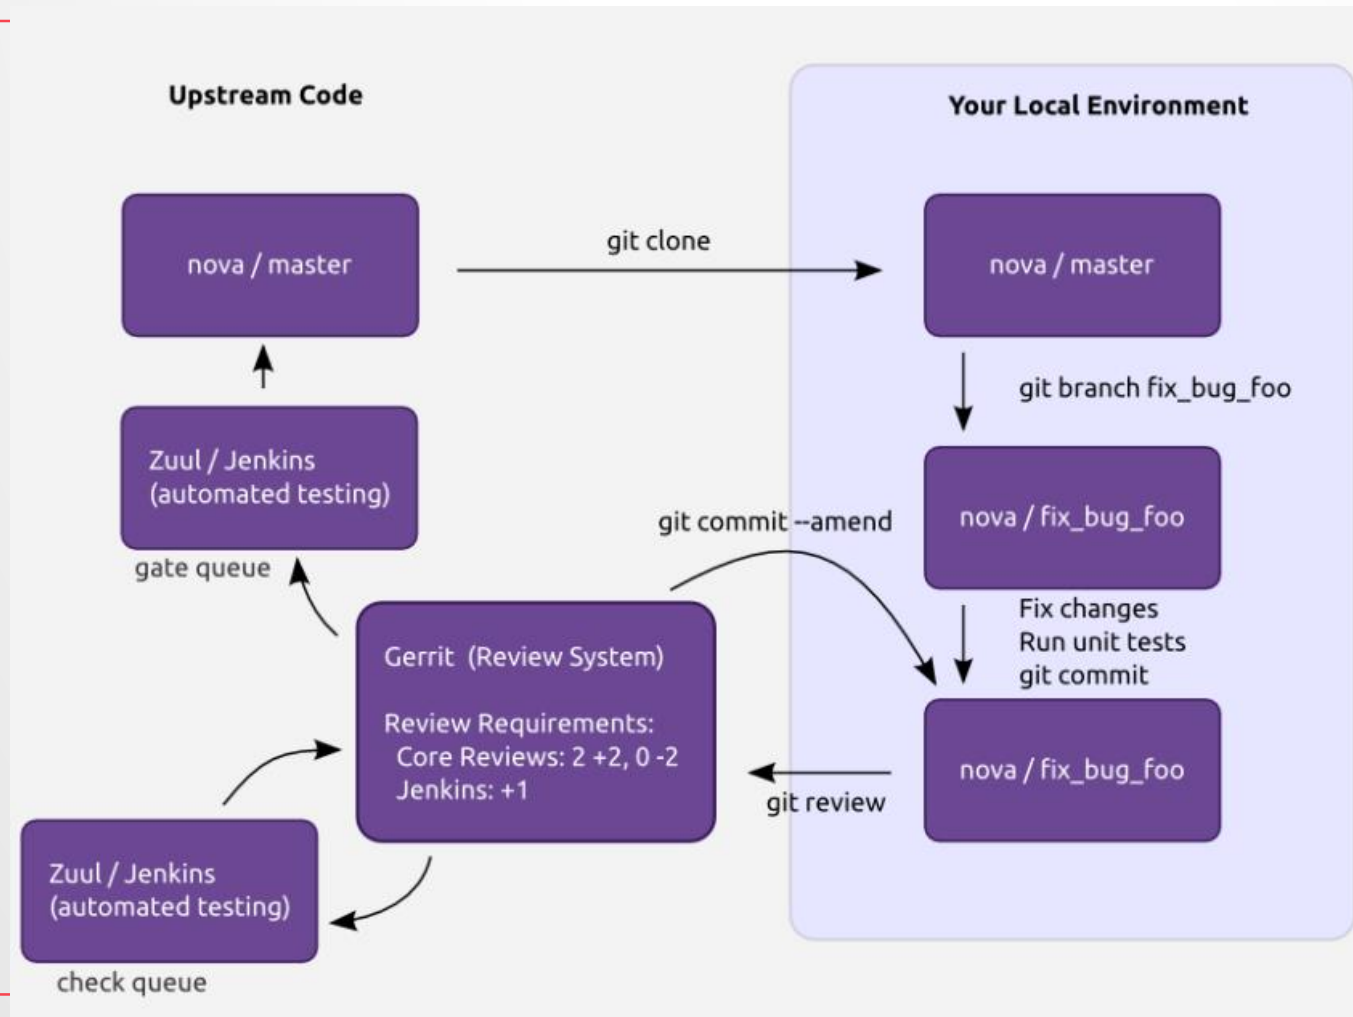 Upstream Code
Your Local Environment
nova / master
git clone
nova / master
git branch fix_bug_foo
Zuul / Jenkins
(automated testing)
gate queue
git commit --amend
nova / fix_bug_foo
Fix changes
Run unit tests
git commit
Gerrit (Review System)
Review Requirements:
Core Reviews: 2 +2, 0 -2
Jenkins: +1
git review
nova / fix_bug_foo
Zuul / Jenkins
(automated testing)
check queue